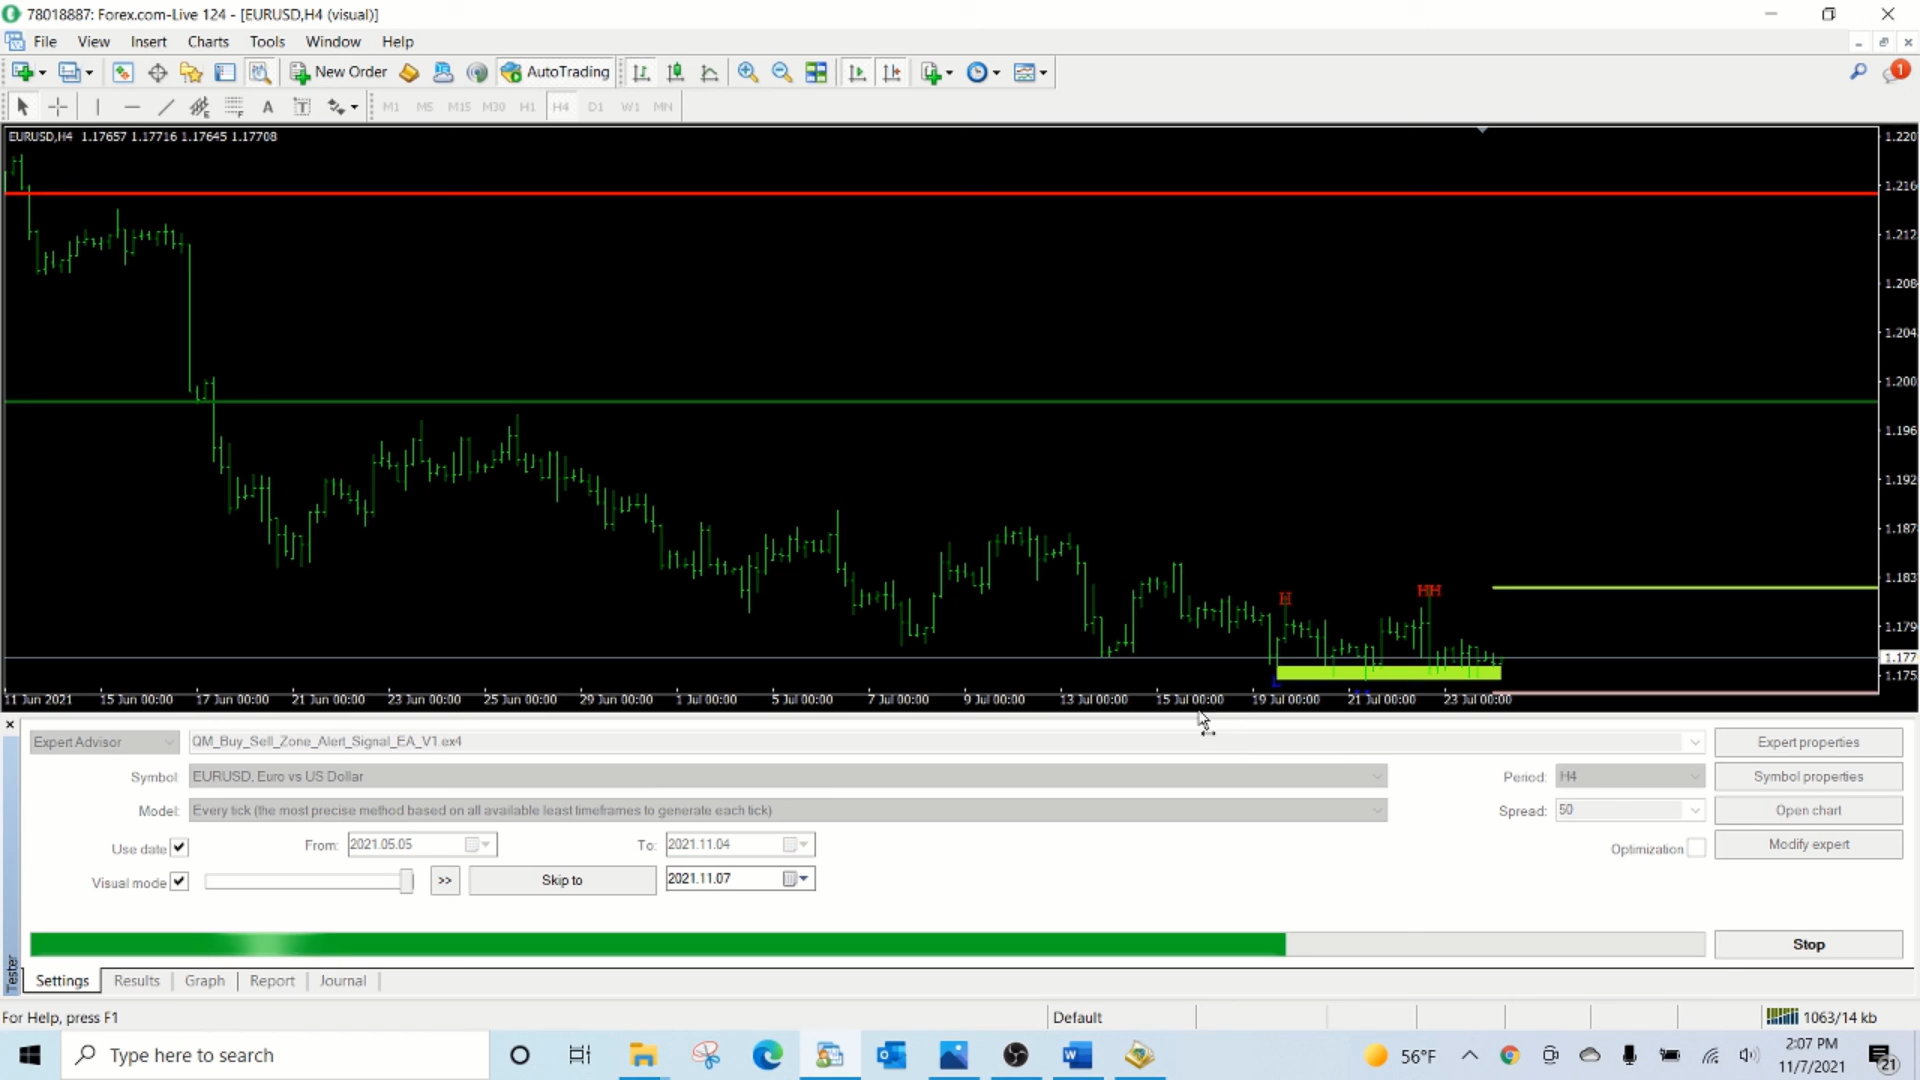 78018887: Forex.com-Live 124 - [EURUSD,H4 (visual)]
File View Insert Charts Tools Window Help
New Order AutoTrading 1
A T M1 M5 M15 M30 H1 H4 D1 W1 MN
EURUSD,H4 1.17657 1.17716 1.17645 1.17708
1.220
1.216
1.212
1.208
1.204
1.200
1.196
1.192
1.187
1.183
1.179
1.177
1.175
H HH
L
11 Jun 2021 15 Jun 00:00 17 Jun 00:00 21 Jun 00:00 23 Jun 00:00 25 Jun 00:00 29 Jun 00:00 1 Jul 00:00 5 Jul 00:00 7 Jul 00:00 9 Jul 00:00 13 Jul 00:00 15 Jul 00:00 19 Jul 00:00 21 Jul 00:00 23 Jul 00:00
Expert Advisor QM_Buy_Sell_Zone_Alert_Signal_EA_V1.ex4 Expert properties
Symbol: EURUSD, Euro vs US Dollar Period: H4 Symbol properties
Model: Every tick (the most precise method based on all available least timeframes to generate each tick) Spread: 50 Open chart
Use date From: 2021.05.05 To: 2021.11.04 Optimization Modify expert
Visual mode >> Skip to 2021.11.07
Stop
Tester
Settings Results Graph Report Journal
For Help, press F1 Default 1063/14 kb
Type here to search 56°F 2:07 PM
11/7/2021 21